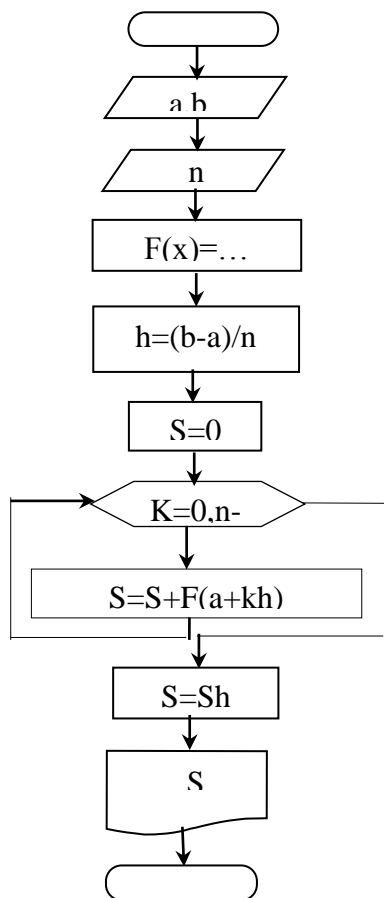 a,b
n
F(x)=...
h=(b-a)/n
S=0
K=0,n-
S=S+F(a+kh)
S=Sh
S